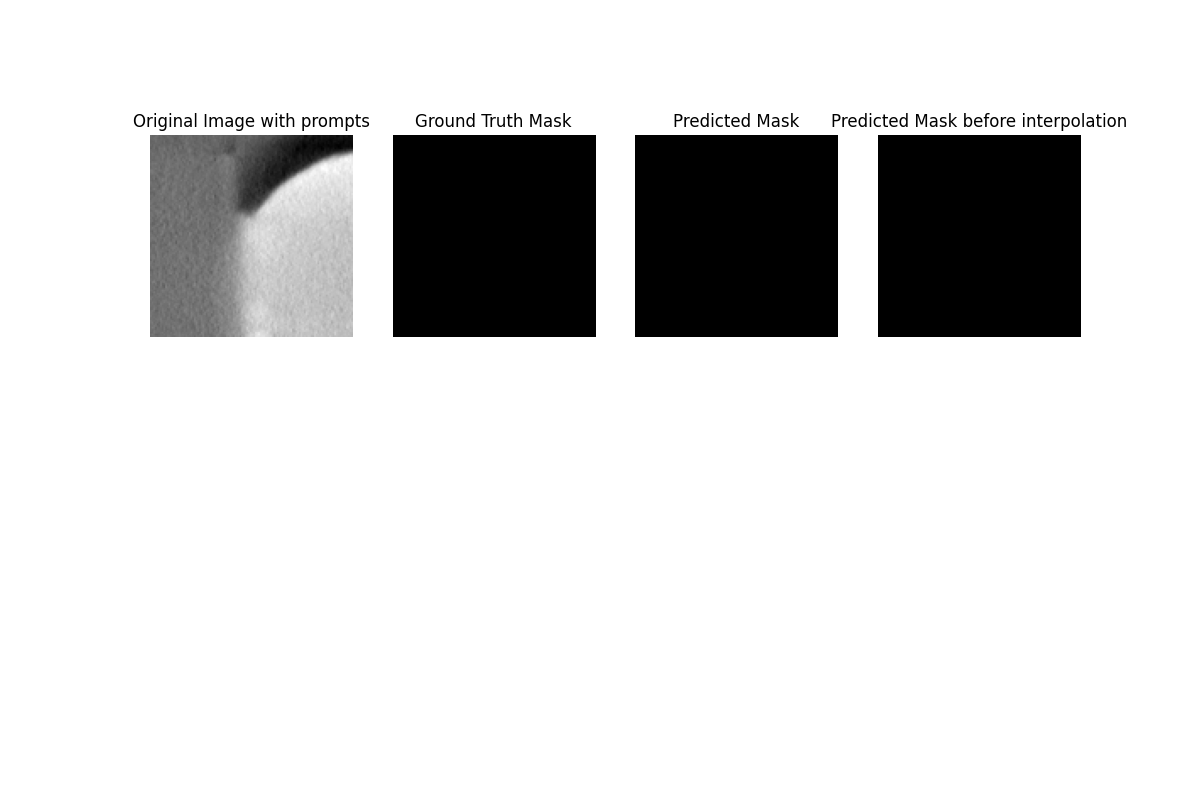 Original Image with prompts
Ground Truth Mask
Predicted Mask
Predicted Mask before interpolation